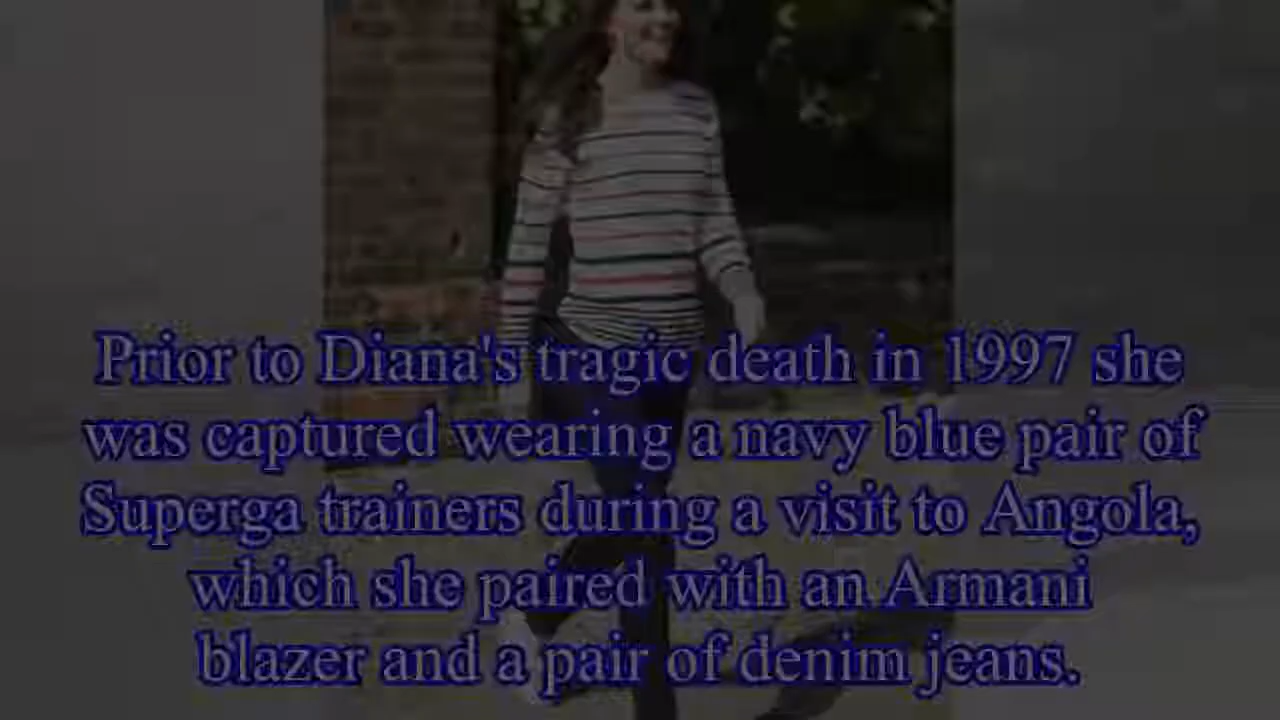 Prior to Diana's tragic death in 1997 she
was captured wearing a navy blue pair of
Superga trainers during a visit to Angola,
which she paired with an Armani
blazer and a pair of denim jeans.